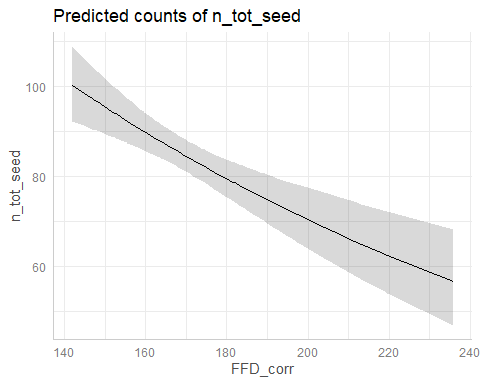 Predicted counts of n_tot_seed
100
80
60
n_tot_seed
140 160 180 200 220 240
FFD_corr